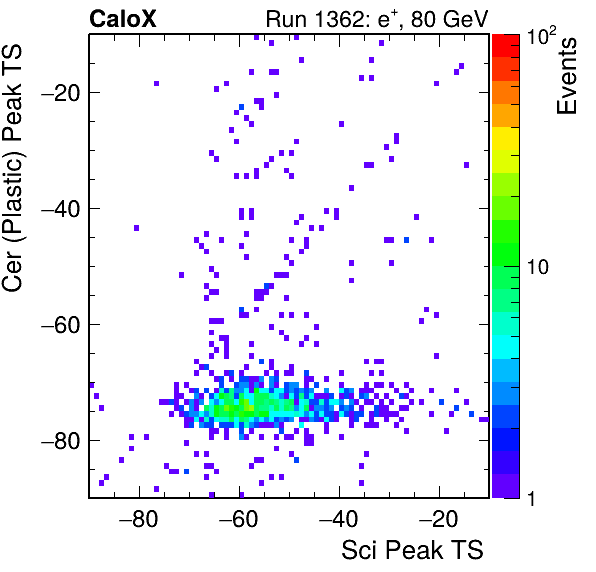 CaloX Run 1362: e⁺, 80 GeV
Cer (Plastic) Peak TS
−20
−40
−60
−80
−80 −60 −40 −20
Sci Peak TS
10²
10
1
Events